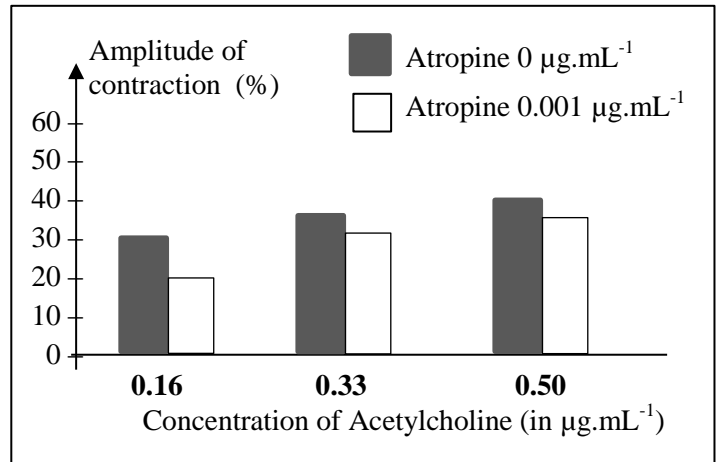 Amplitude of
contraction (%)
Atropine 0 µg.mL⁻¹
Atropine 0.001 µg.mL⁻¹
60
50
40
30
20
10
0
0.16 0.33 0.50
Concentration of Acetylcholine (in µg.mL⁻¹)